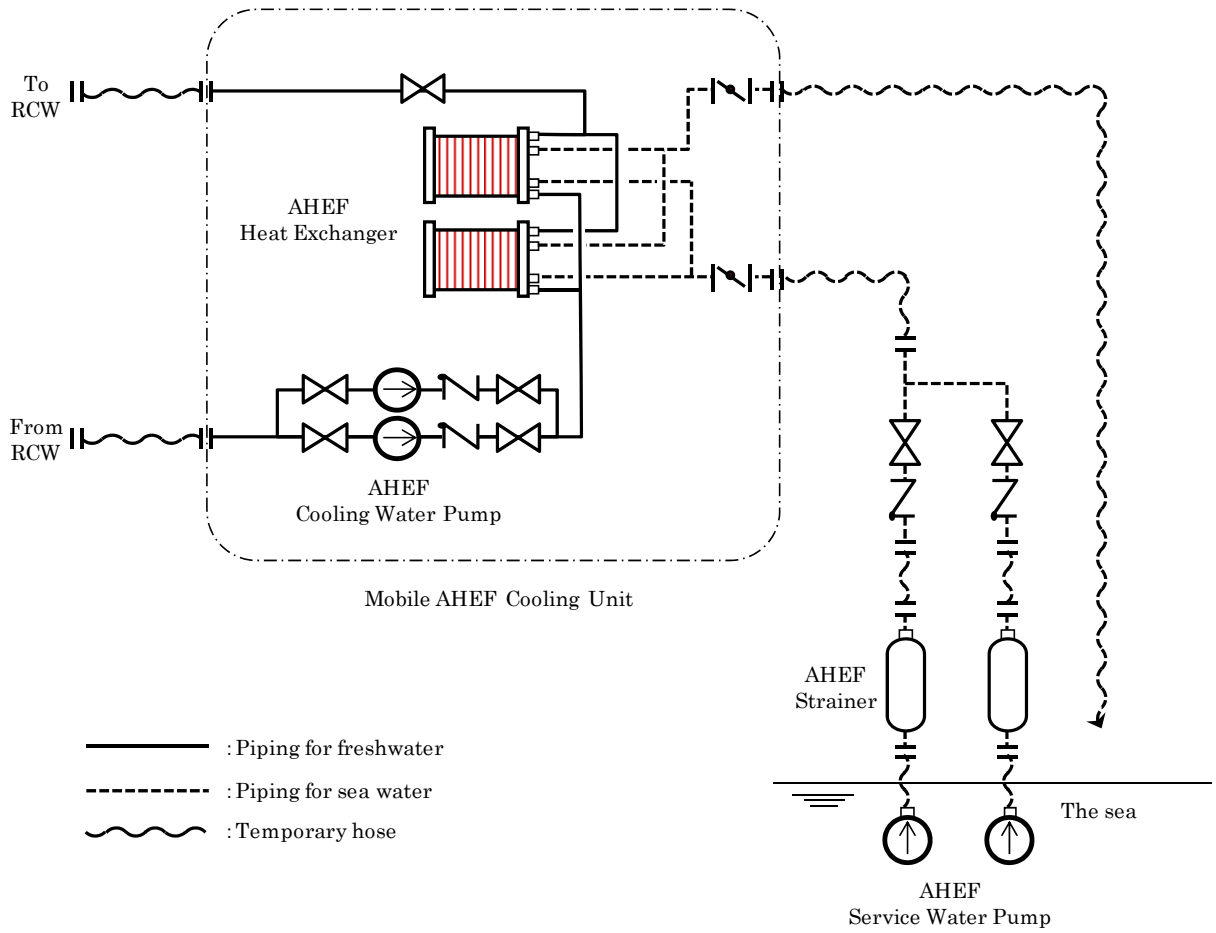 To
RCW
AHEF
Heat Exchanger
From
RCW
AHEF
Cooling Water Pump
Mobile AHEF Cooling Unit
AHEF
Strainer
: Piping for freshwater
: Piping for sea water
: Temporary hose
The sea
AHEF
Service Water Pump